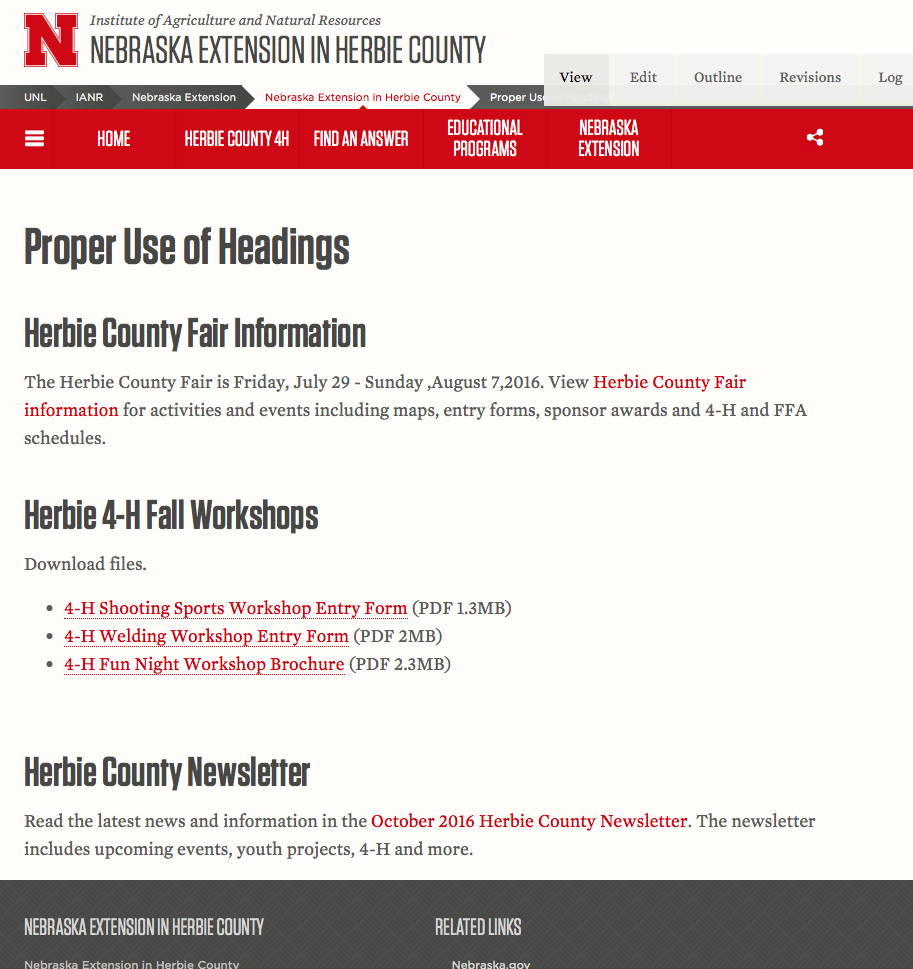 N
Institute of Agriculture and Natural Resources
NEBRASKA EXTENSION IN HERBIE COUNTY
View Edit Outline Revisions Log
UNL IANR Nebraska Extension Nebraska Extension in Herbie County Proper Use of Headings
HOME HERBIE COUNTY 4H FIND AN ANSWER EDUCATIONAL PROGRAMS NEBRASKA EXTENSION
Proper Use of Headings
Herbie County Fair Information
The Herbie County Fair is Friday, July 29 - Sunday ,August 7,2016. View Herbie County Fair
information for activities and events including maps, entry forms, sponsor awards and 4-H and FFA
schedules.
Herbie 4-H Fall Workshops
Download files.
• 4-H Shooting Sports Workshop Entry Form (PDF 1.3MB)
• 4-H Welding Workshop Entry Form (PDF 2MB)
• 4-H Fun Night Workshop Brochure (PDF 2.3MB)
Herbie County Newsletter
Read the latest news and information in the October 2016 Herbie County Newsletter. The newsletter
includes upcoming events, youth projects, 4-H and more.
NEBRASKA EXTENSION IN HERBIE COUNTY RELATED LINKS
Nebraska Extension in Herbie County Nebraska.gov